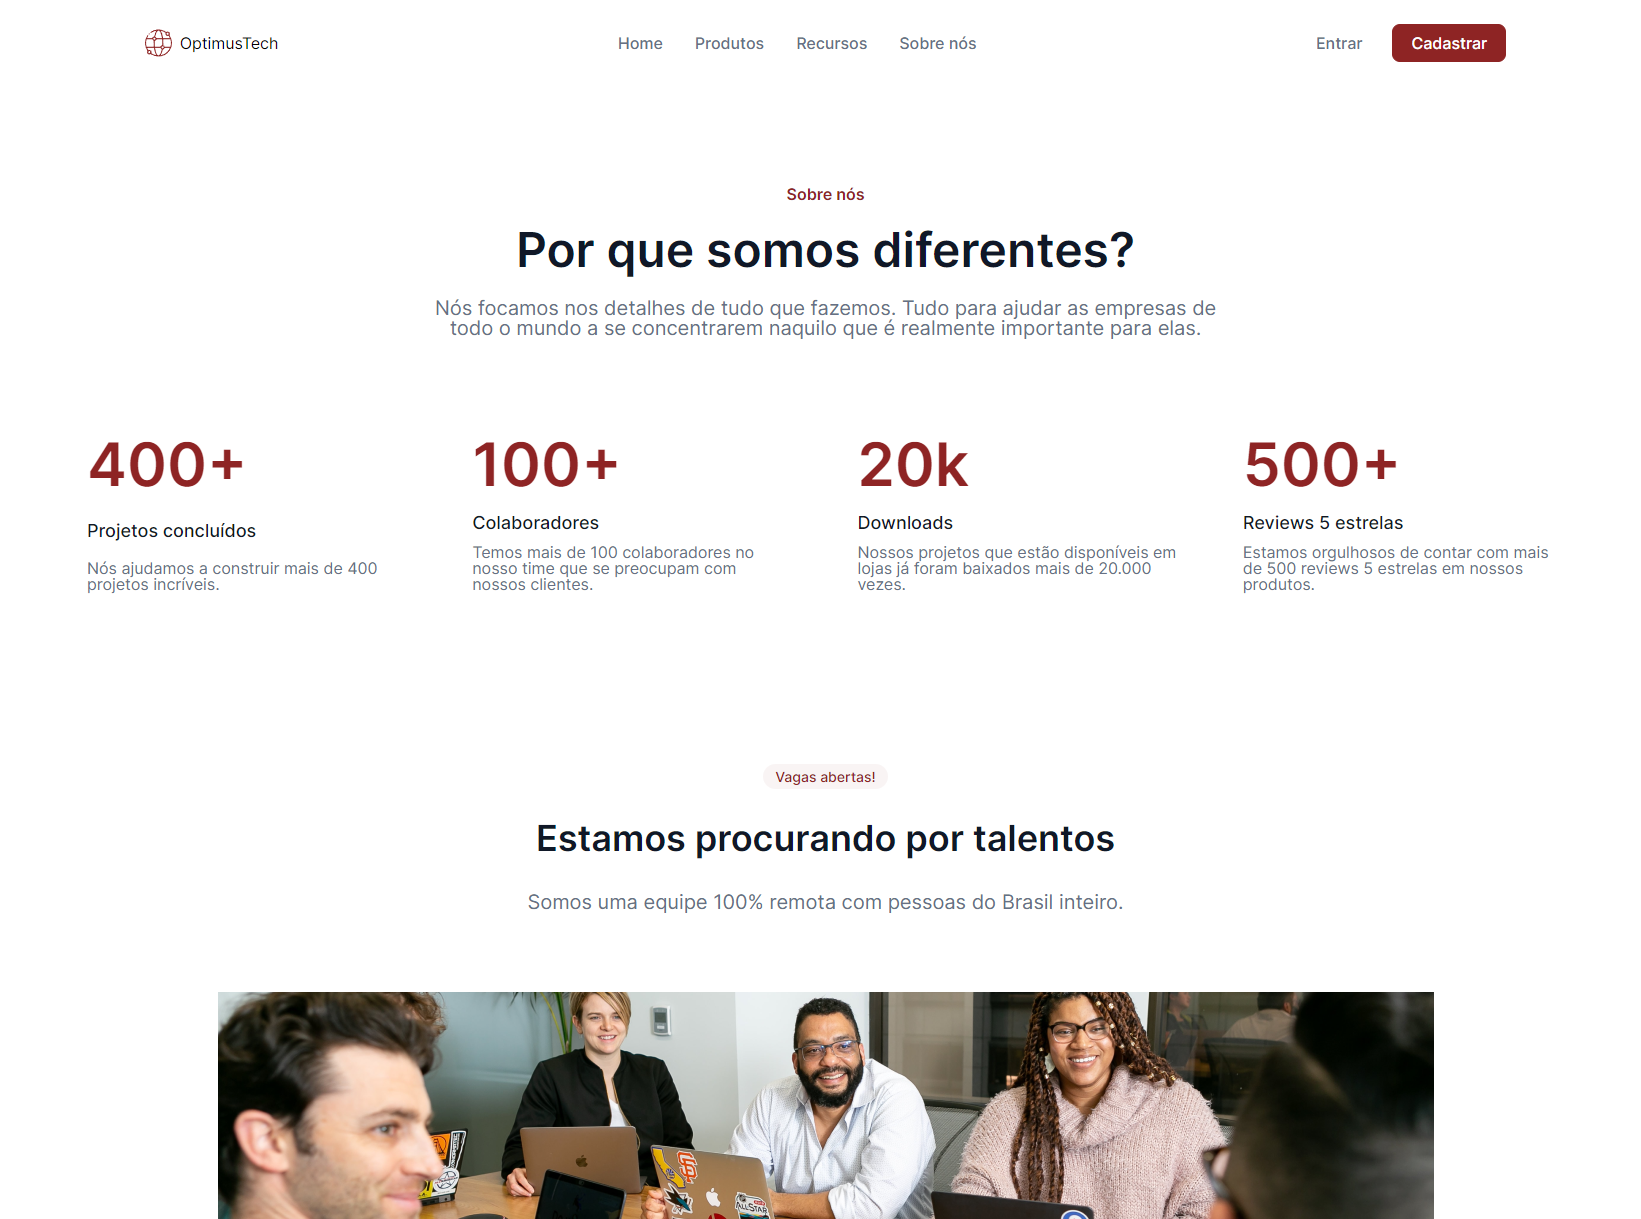 OptimusTech
Home
Produtos
Recursos
Sobre nós
Entrar
Cadastrar
Sobre nós
Por que somos diferentes?
Nós focamos nos detalhes de tudo que fazemos. Tudo para ajudar as empresas de
todo o mundo a se concentrarem naquilo que é realmente importante para elas.
400+
Projetos concluídos
Nós ajudamos a construir mais de 400
projetos incríveis.
100+
Colaboradores
Temos mais de 100 colaboradores no
nosso time que se preocupam com
nossos clientes.
20k
Downloads
Nossos projetos que estão disponíveis em
lojas já foram baixados mais de 20.000
vezes.
500+
Reviews 5 estrelas
Estamos orgulhosos de contar com mais
de 500 reviews 5 estrelas em nossos
produtos.
Vagas abertas!
Estamos procurando por talentos
Somos uma equipe 100% remota com pessoas do Brasil inteiro.
SF
ALL STAR